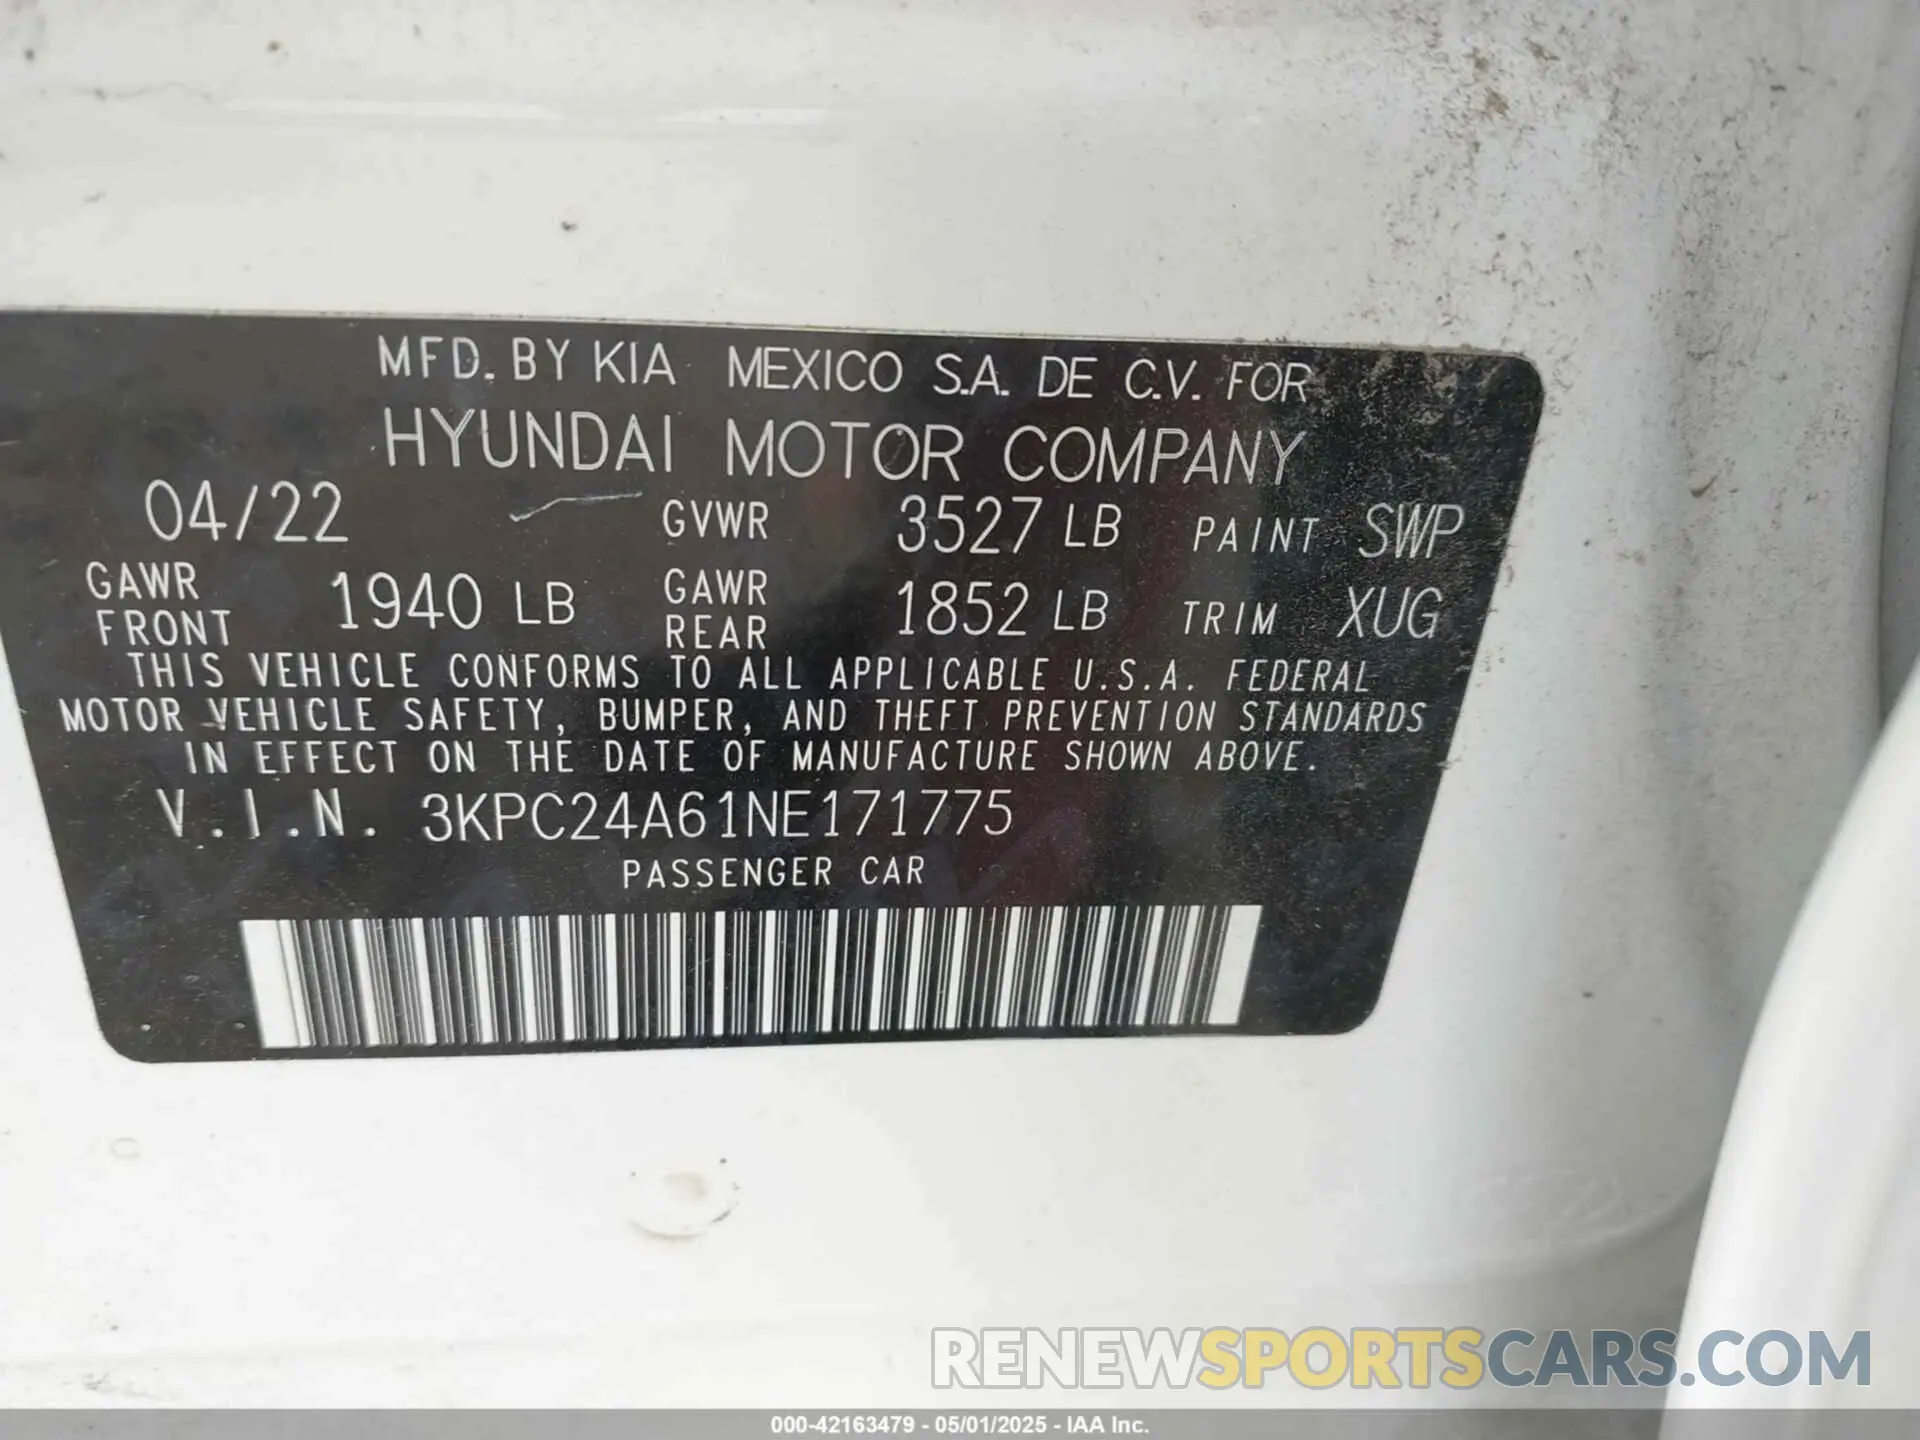 MFD. BY KIA MEXICO S.A. DE C.V. FOR
HYUNDAI MOTOR COMPANY
04/22 GVWR 3527 LB PAINT SWP
GAWR FRONT 1940 LB GAWR REAR 1852 LB TRIM XUG
THIS VEHICLE CONFORMS TO ALL APPLICABLE U.S.A. FEDERAL
MOTOR VEHICLE SAFETY, BUMPER, AND THEFT PREVENTION STANDARDS
IN EFFECT ON THE DATE OF MANUFACTURE SHOWN ABOVE.
V.I.N. 3KPC24A61NE171775
PASSENGER CAR
RENEWSPORTSCARS.COM
000-42163479 - 05/01/2025 - IAA Inc.